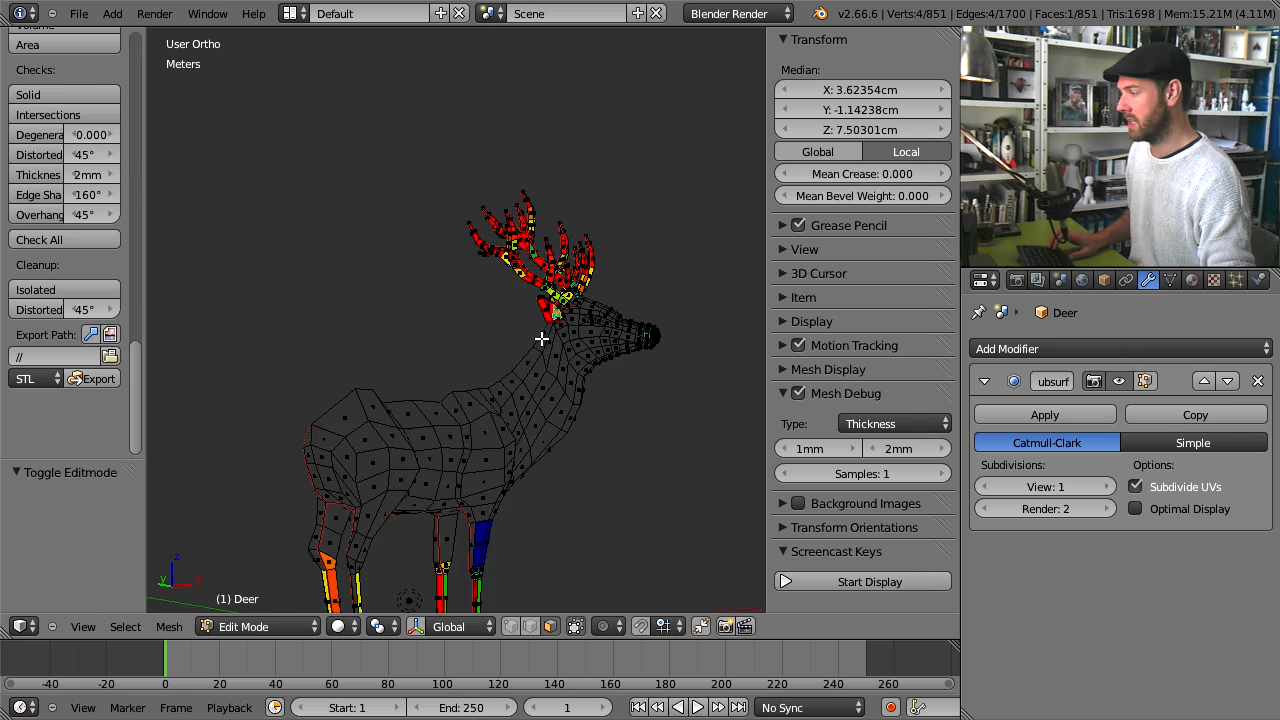 File Add Render Window Help Default Scene Blender Render v2.66.6 | Verts:4/851 | Edges:4/1700 | Faces:1/851 | Tris:1698 | Mem:15.21M (4.11M)
Area
Checks:
Solid
Intersections
Degenera 0.000
Distorted 45°
Thicknes 2mm
Edge Sha 160°
Overhang 45°
Check All
Cleanup:
Isolated
Distorted 45°
Export Path:
//
STL Export
Toggle Editmode
User Ortho
Meters
z
y x
(1) Deer
Transform
Median:
X: 3.62354cm
Y: -1.14238cm
Z: 7.50301cm
Global Local
Mean Crease: 0.000
Mean Bevel Weight: 0.000
Grease Pencil
View
3D Cursor
Item
Display
Motion Tracking
Mesh Display
Mesh Debug
Type: Thickness
1mm 2mm
Samples: 1
Background Images
Transform Orientations
Screencast Keys
Start Display
Deer
Add Modifier
ubsurf
Apply Copy
Catmull-Clark Simple
Subdivisions: Options:
View: 1 Subdivide UVs
Render: 2 Optimal Display
View Select Mesh Edit Mode Global
-40 -20 0 20 40 60 80 100 120 140 160 180 200 220 240 260
View Marker Frame Playback Start: 1 End: 250 1 No Sync